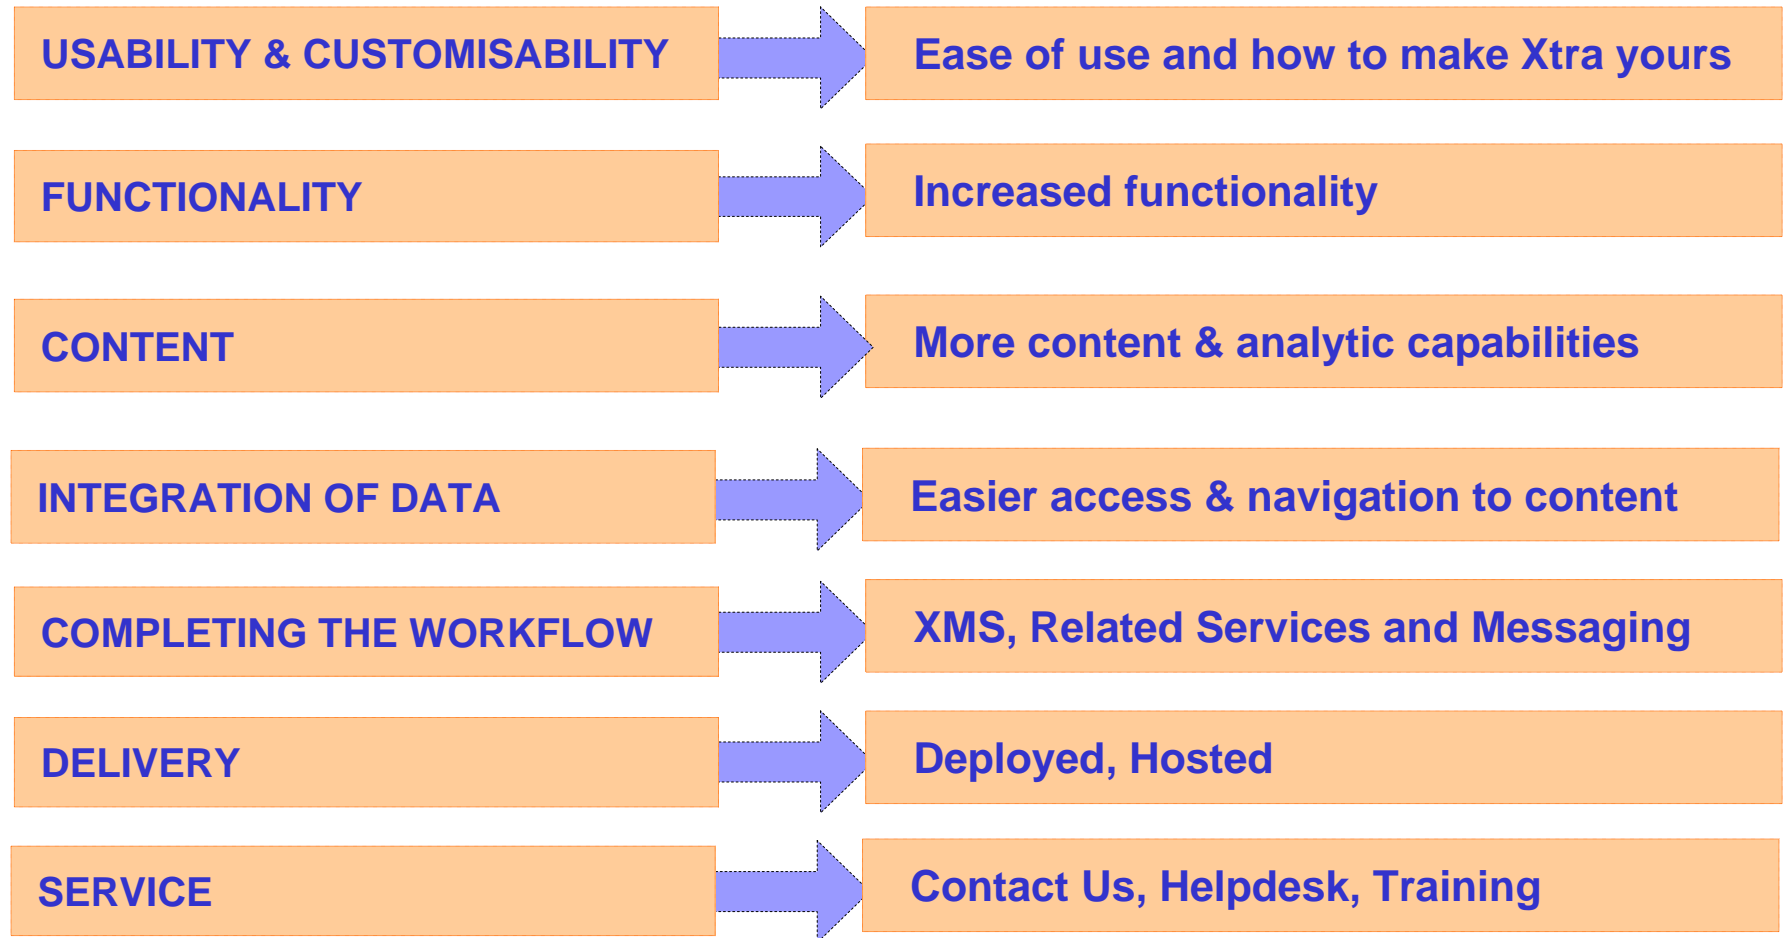 USABILITY & CUSTOMISABILITY
Ease of use and how to make Xtra yours
FUNCTIONALITY
Increased functionality
CONTENT
More content & analytic capabilities
INTEGRATION OF DATA
Easier access & navigation to content
COMPLETING THE WORKFLOW
XMS, Related Services and Messaging
DELIVERY
Deployed, Hosted
SERVICE
Contact Us, Helpdesk, Training